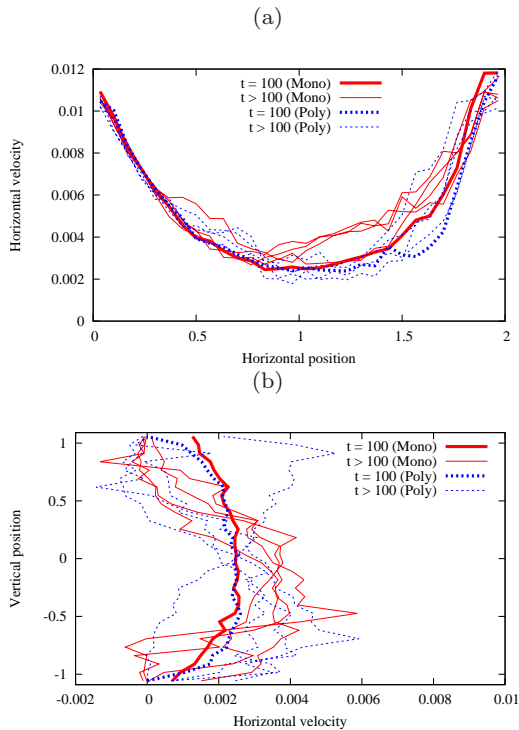 (a)
0.012
0.01
0.008
0.006
0.004
0.002
0
Horizontal velocity
t = 100 (Mono)
t > 100 (Mono)
t = 100 (Poly)
t > 100 (Poly)
0
0.5
1
1.5
2
Horizontal position
(b)
1
0.5
0
-0.5
-1
Vertical position
t = 100 (Mono)
t > 100 (Mono)
t = 100 (Poly)
t > 100 (Poly)
-0.002
0
0.002
0.004
0.006
0.008
0.01
Horizontal velocity